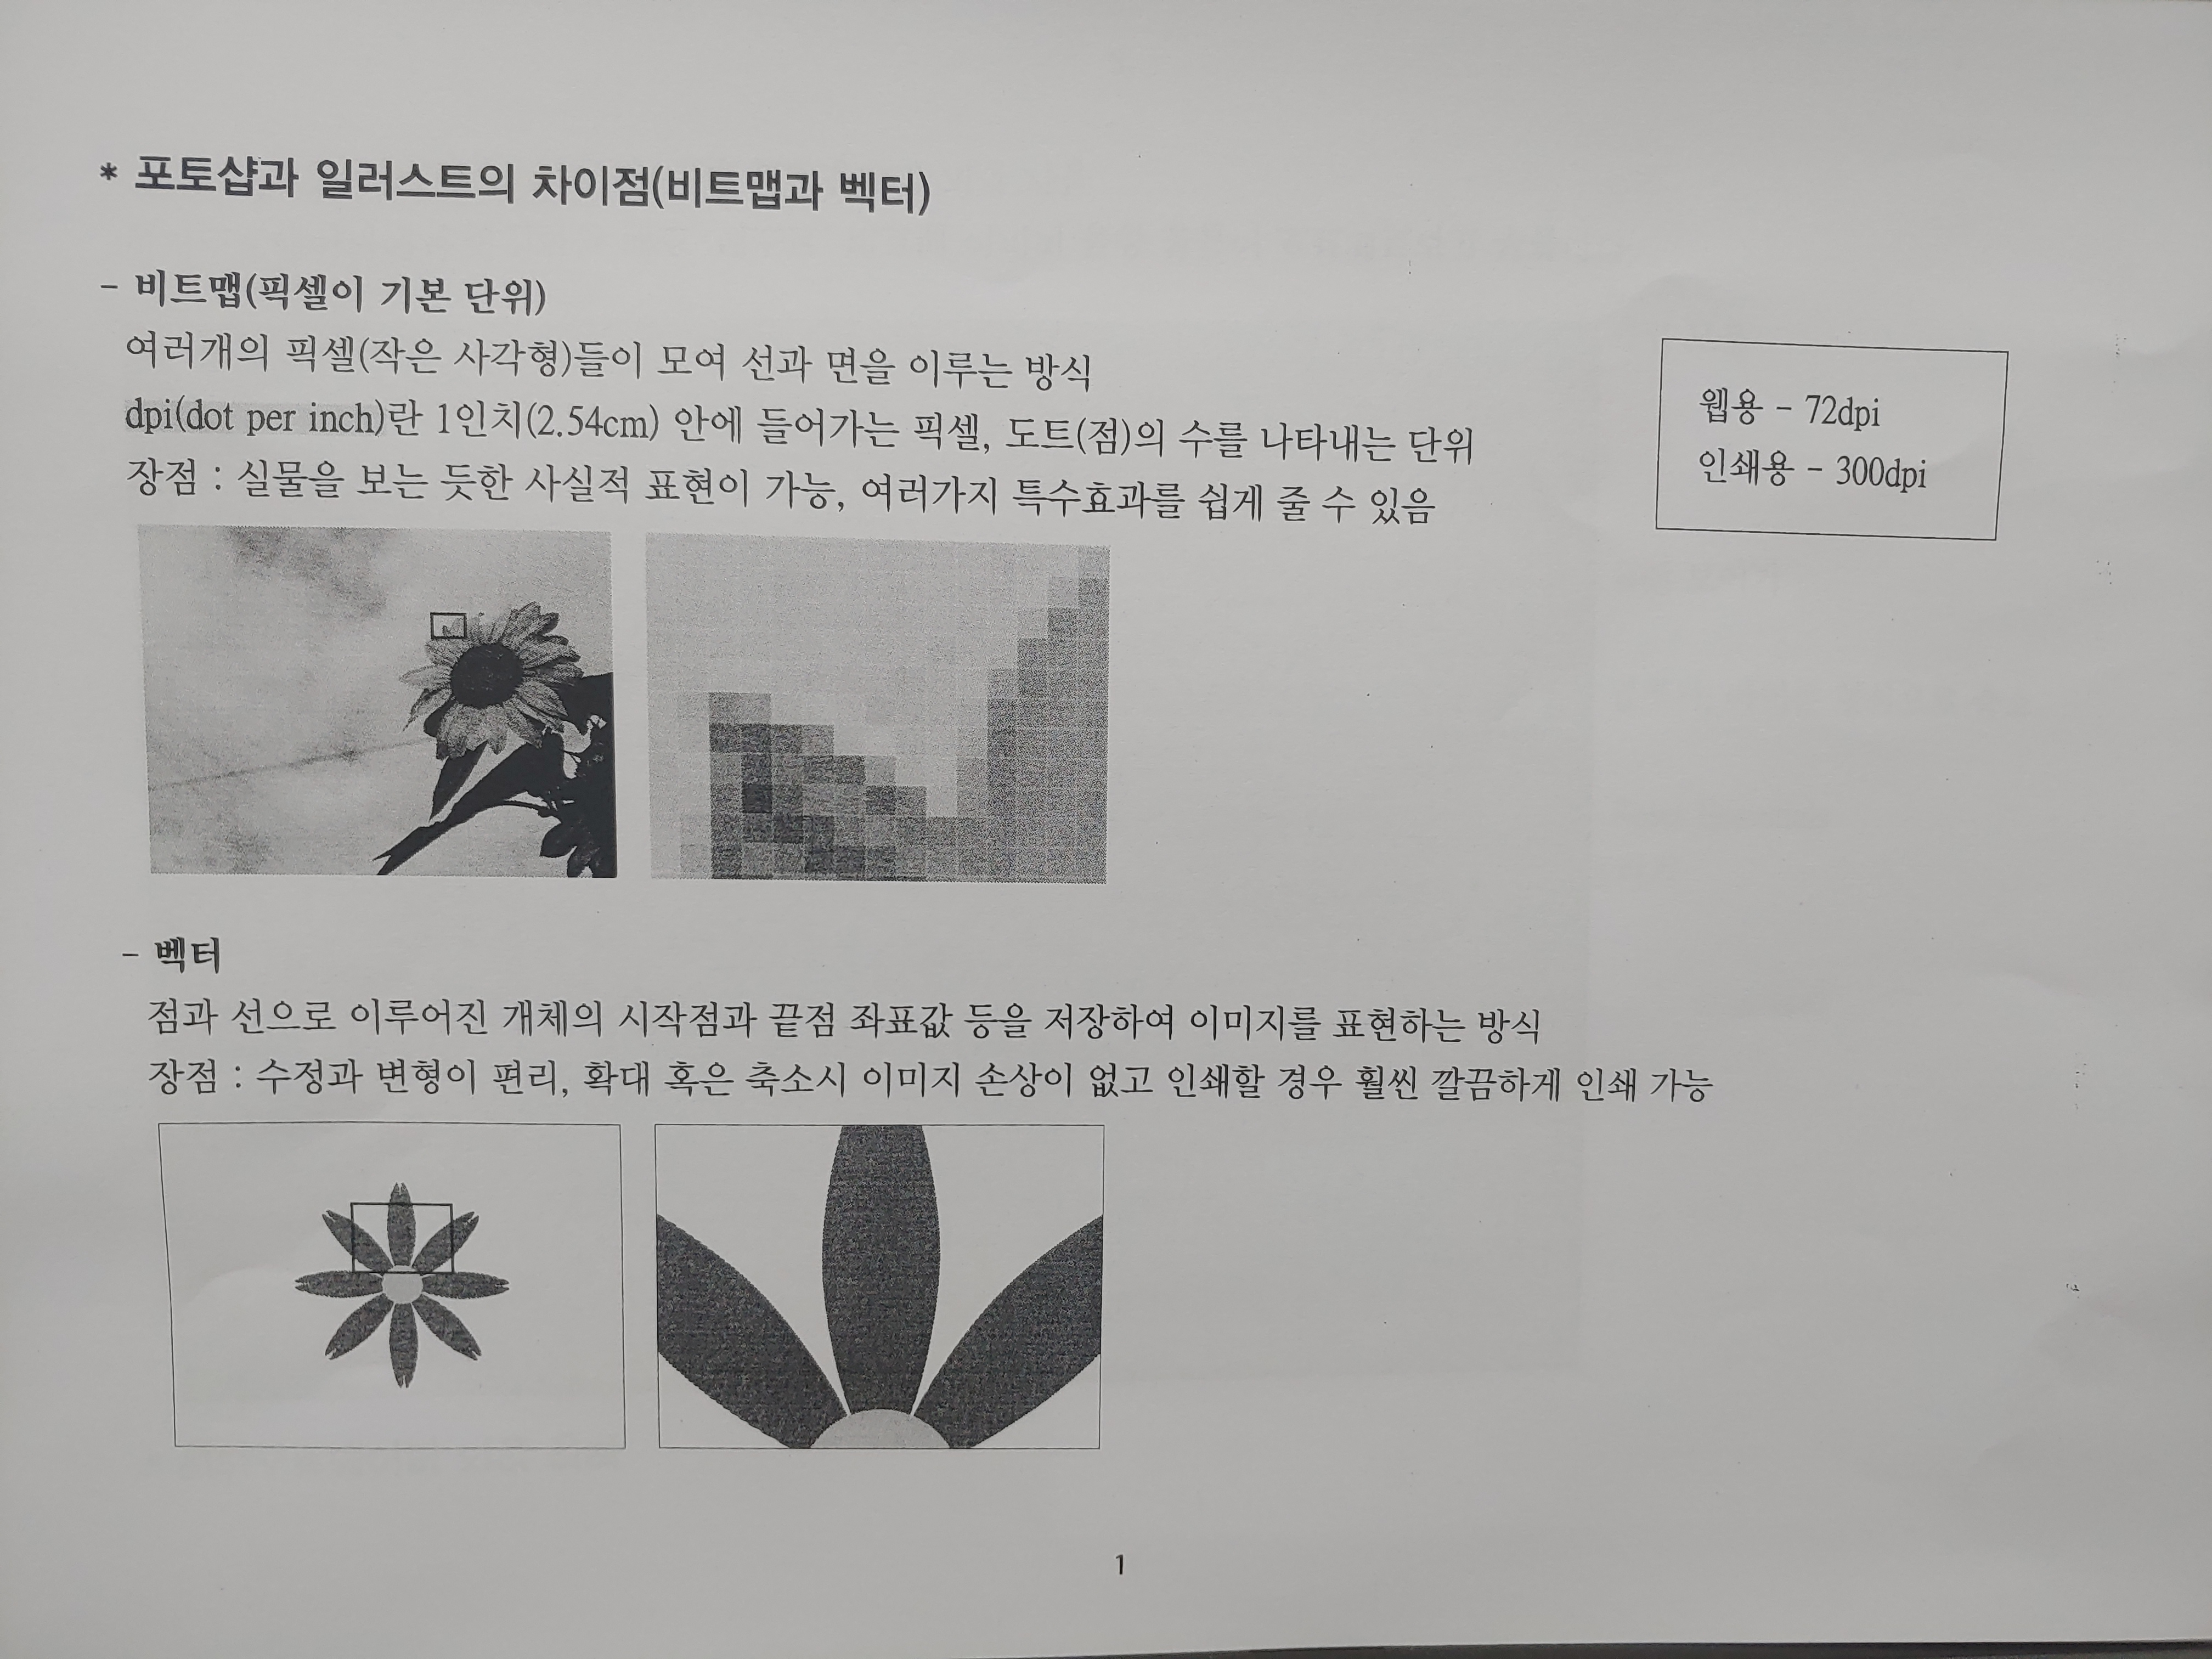 * 포토샵과 일러스트의 차이점(비트맵과 벡터)
- 비트맵(픽셀이 기본 단위)
여러개의 픽셀(작은 사각형)들이 모여 선과 면을 이루는 방식
dpi(dot per inch)란 1인치(2.54cm) 안에 들어가는 픽셀, 도트(점)의 수를 나타내는 단위
장점 : 실물을 보는 듯한 사실적 표현이 가능, 여러가지 특수효과를 쉽게 줄 수 있음
웹용 - 72dpi
인쇄용 - 300dpi
- 벡터
점과 선으로 이루어진 개체의 시작점과 끝점 좌표값 등을 저장하여 이미지를 표현하는 방식
장점 : 수정과 변형이 편리, 확대 혹은 축소시 이미지 손상이 없고 인쇄할 경우 훨씬 깔끔하게 인쇄 가능
1